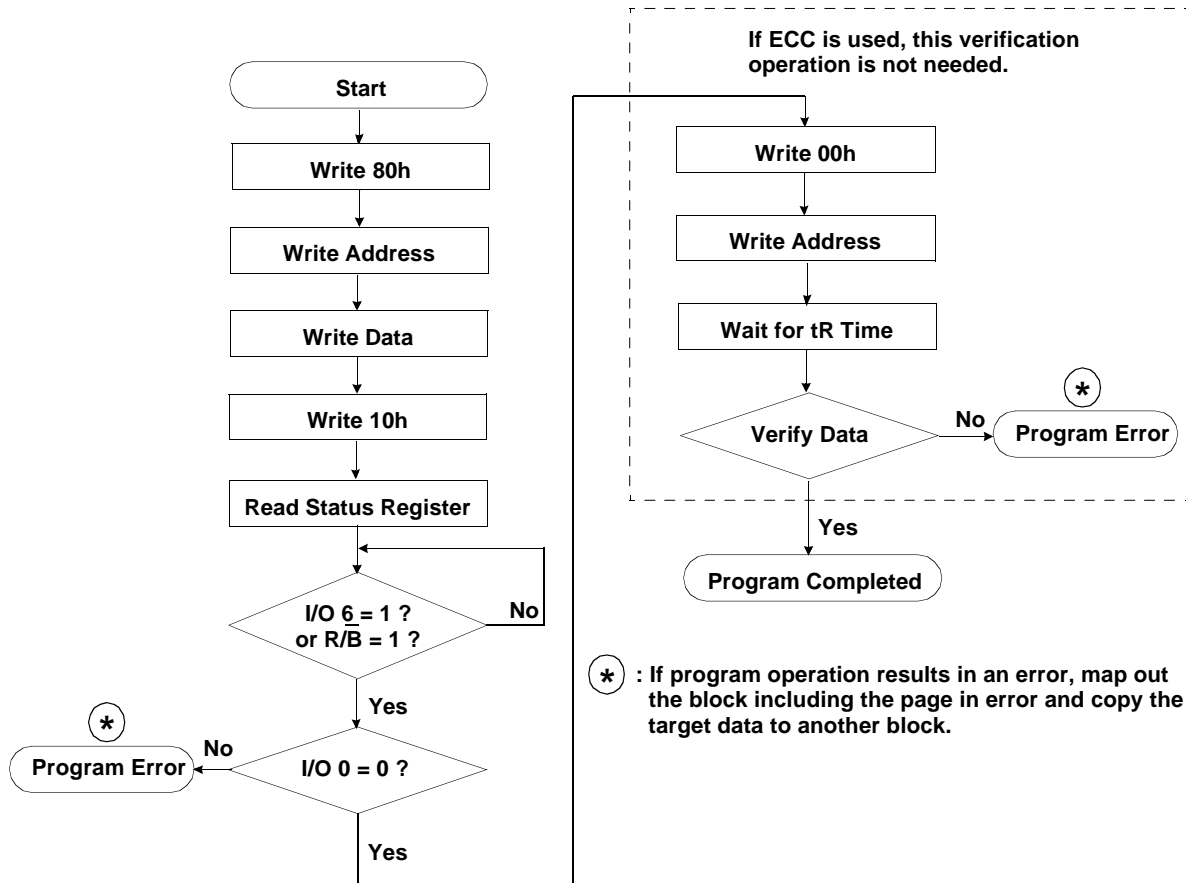 Start
Write 80h
Write Address
Write Data
Write 10h
Read Status Register
I/O 6 = 1 ?
or R/B̅ = 1 ?
No
Yes
*
No
Program Error
I/O 0 = 0 ?
Yes
If ECC is used, this verification
operation is not needed.
Write 00h
Write Address
Wait for tR Time
*
Verify Data
No
Program Error
Yes
Program Completed
* : If program operation results in an error, map out
the block including the page in error and copy the
target data to another block.